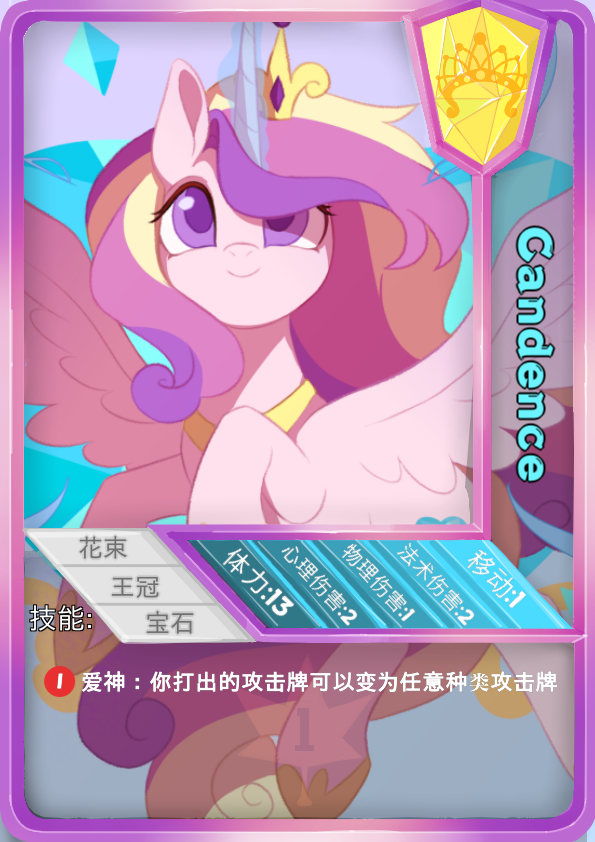 Candence
花束
王冠
宝石
技能:
体力:13
心理伤害:2
物理伤害:1
法术伤害:2
移动:1
1 爱神：你打出的攻击牌可以变为任意种类攻击牌
1